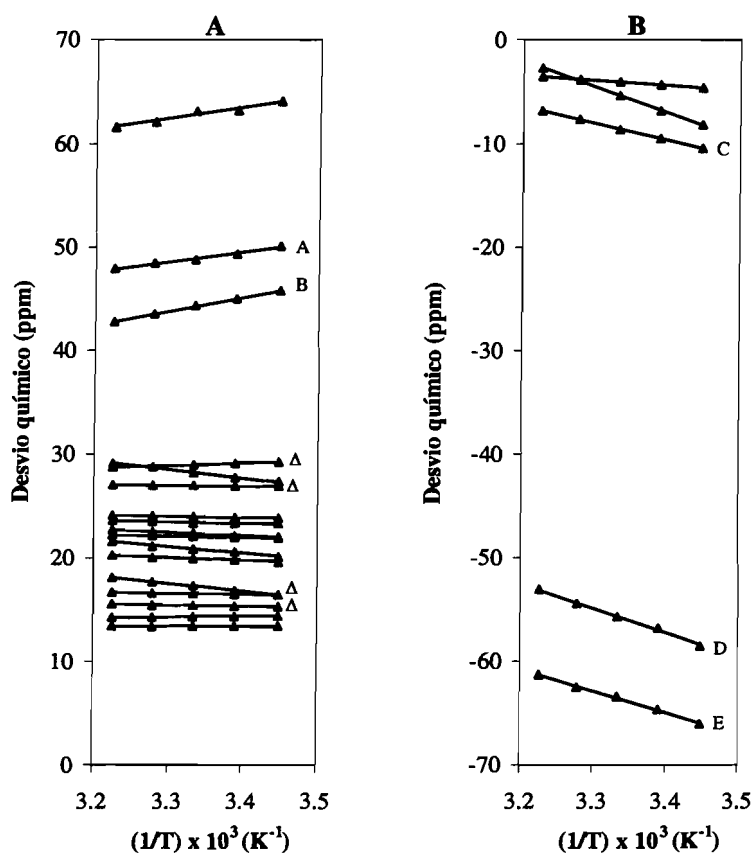 A
70
60
50
40
30
20
10
0
Desvio químico (ppm)
A
B
Δ
Δ
Δ
Δ
3.2
3.3
3.4
3.5
(1/T) x 10³ (K⁻¹)
B
0
-10
-20
-30
-40
-50
-60
-70
Desvio químico (ppm)
C
D
E
3.2
3.3
3.4
3.5
(1/T) x 10³ (K⁻¹)